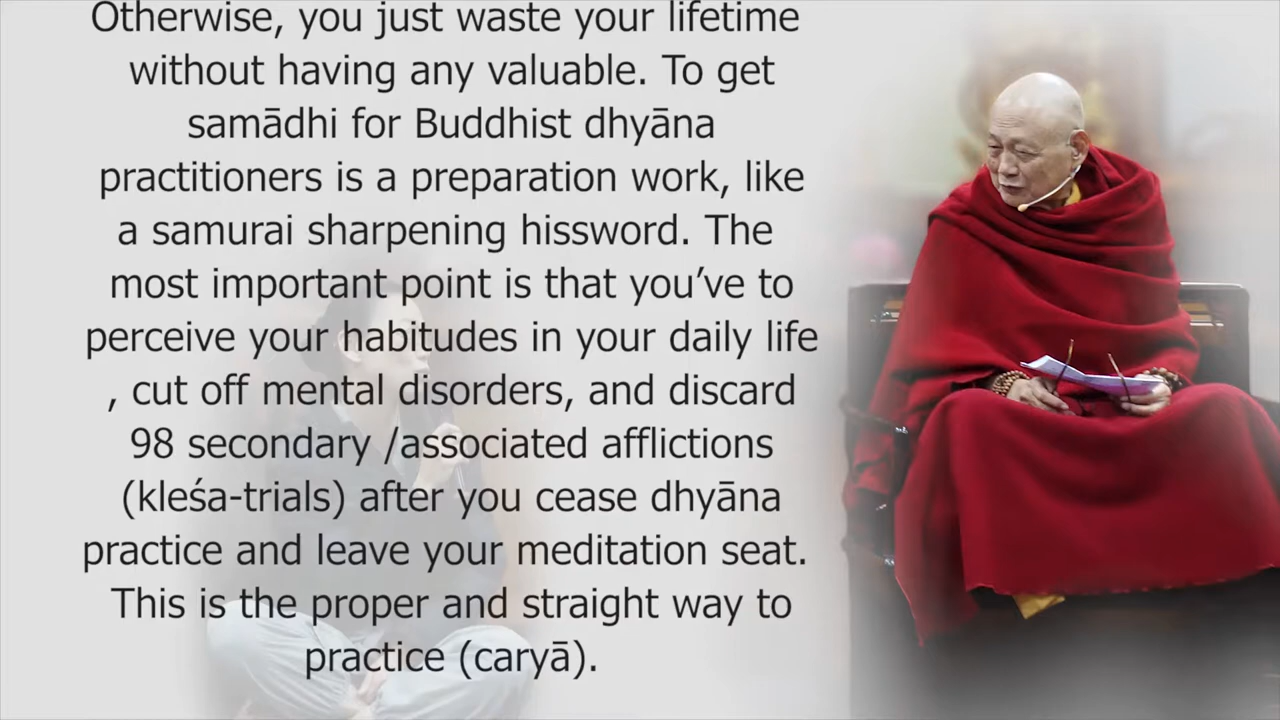 Otherwise, you just waste your lifetime
without having any valuable. To get
samādhi for Buddhist dhyāna
practitioners is a preparation work, like
a samurai sharpening hissword. The
most important point is that you’ve to
perceive your habitudes in your daily life
, cut off mental disorders, and discard
98 secondary /associated afflictions
(kleśa-trials) after you cease dhyāna
practice and leave your meditation seat.
This is the proper and straight way to
practice (caryā).